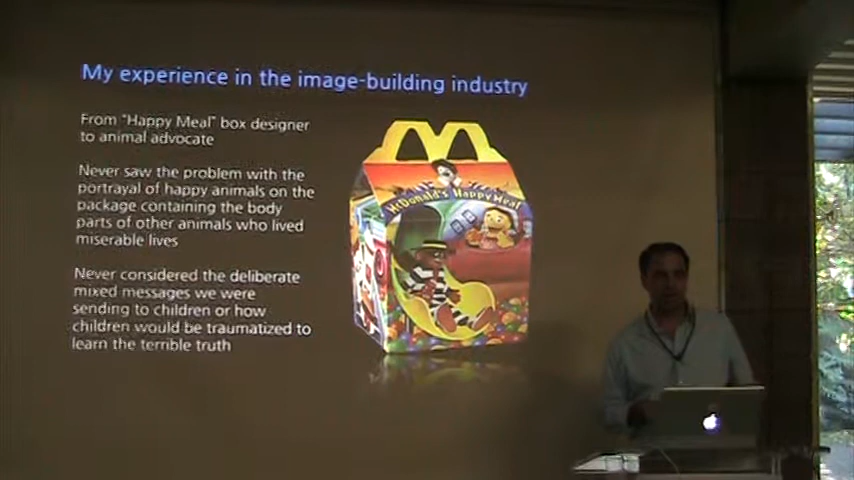 My experience in the image-building industry
From "Happy Meal" box designer
to animal advocate
Never saw the problem with the
portrayal of happy animals on the
package containing the body
parts of other animals who lived
miserable lives
Never considered the deliberate
mixed messages we were
sending to children or how
children would be traumatized to
learn the terrible truth
McDonald's Happy Meal